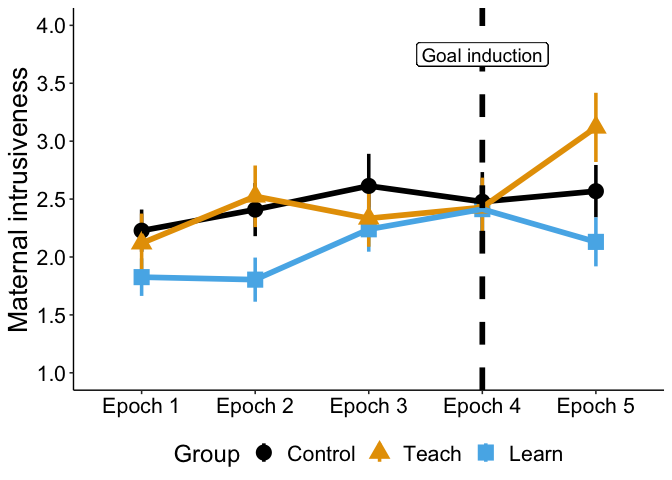 4.0
Goal induction
3.5
3.0
2.5
2.0
1.5
1.0
Maternal intrusiveness
Epoch 1 Epoch 2 Epoch 3 Epoch 4 Epoch 5
Group Control Teach Learn